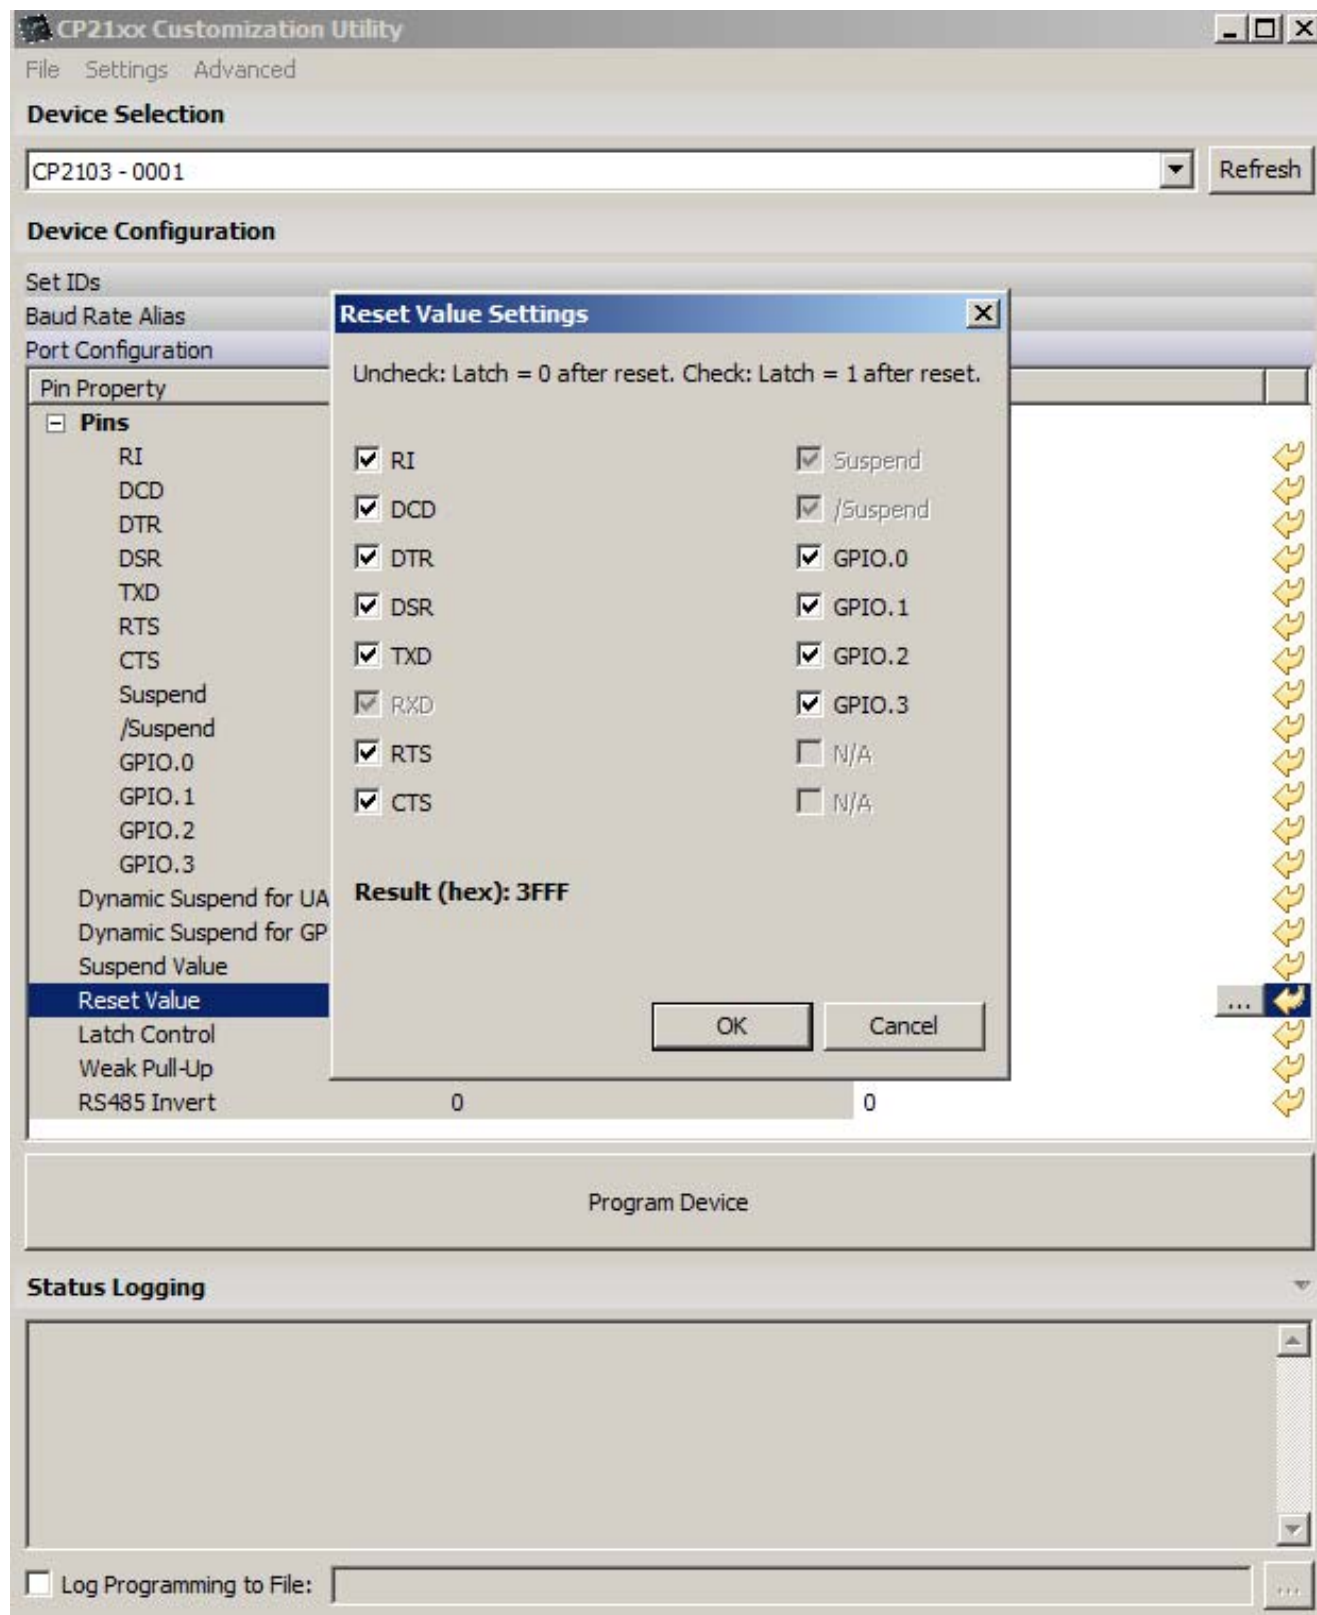 CP21xx Customization Utility
File Settings Advanced
Device Selection
CP2103 - 0001
Refresh
Device Configuration
Set IDs
Baud Rate Alias
Port Configuration
Pin Property
Pins
RI
DCD
DTR
DSR
TXD
RTS
CTS
Suspend
/Suspend
GPIO.0
GPIO.1
GPIO.2
GPIO.3
Dynamic Suspend for UA
Dynamic Suspend for GP
Suspend Value
Reset Value ...
Latch Control
Weak Pull-Up
RS485 Invert 0 0
Reset Value Settings
Uncheck: Latch = 0 after reset. Check: Latch = 1 after reset.
RI Suspend
DCD /Suspend
DTR GPIO.0
DSR GPIO.1
TXD GPIO.2
RXD GPIO.3
RTS N/A
CTS N/A
Result (hex): 3FFF
OK Cancel
Program Device
Status Logging
Log Programming to File: ...